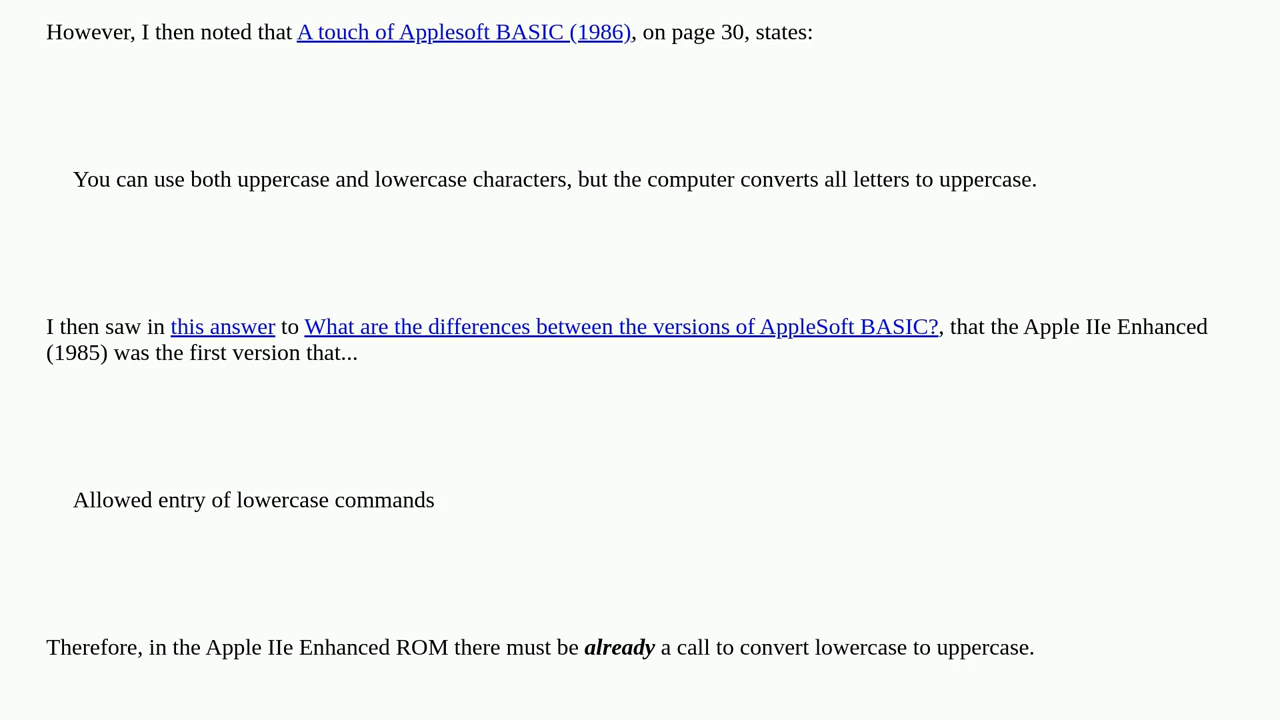 However, I then noted that A touch of Applesoft BASIC (1986), on page 30, states:
You can use both uppercase and lowercase characters, but the computer converts all letters to uppercase.
I then saw in this answer to What are the differences between the versions of AppleSoft BASIC?, that the Apple IIe Enhanced
(1985) was the first version that...
Allowed entry of lowercase commands
Therefore, in the Apple IIe Enhanced ROM there must be already a call to convert lowercase to uppercase.